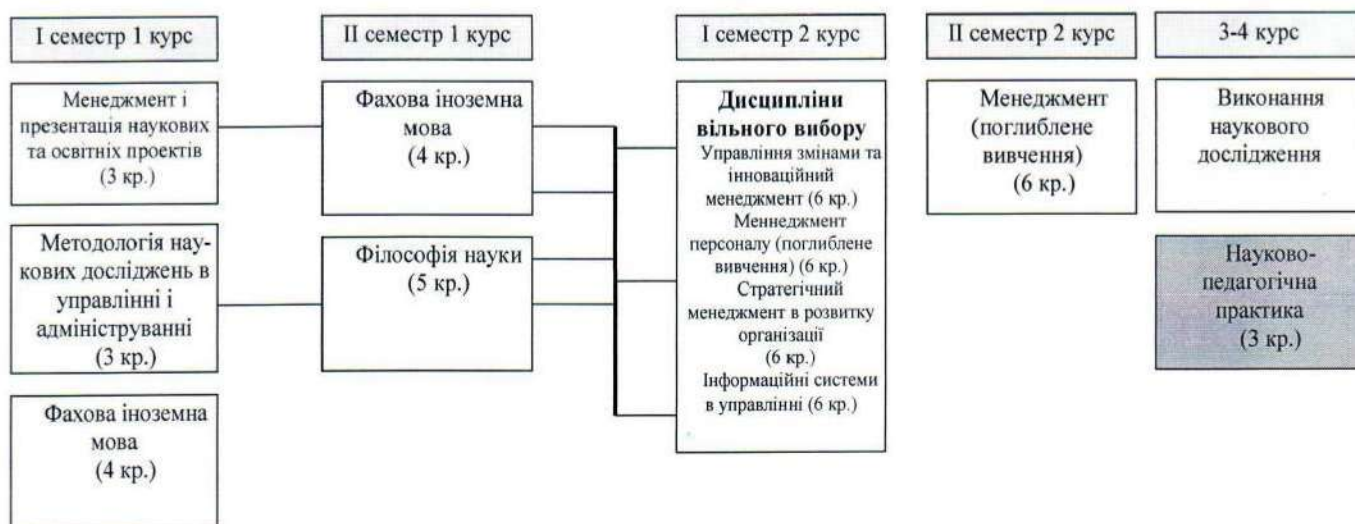 I семестр 1 курс
II семестр 1 курс
I семестр 2 курс
II семестр 2 курс
3-4 курс
Менеджмент і
презентація наукових
та освітніх проектів
(3 кр.)
Методологія нау-
кових досліджень в
управлінні і
адмініструванні
(3 кр.)
Фахова іноземна
мова
(4 кр.)
Фахова іноземна
мова
(4 кр.)
Філософія науки
(5 кр.)
Дисципліни
вільного вибору
Управління змінами та
інноваційний
менеджмент (6 кр.)
Меннеджмент
персоналу (поглиблене
вивчення) (6 кр.)
Стратегічний
менеджмент в розвитку
організації
(6 кр.)
Інформаційні системи
в управлінні (6 кр.)
Менеджмент
(поглиблене
вивчення)
(6 кр.)
Виконання
наукового
дослідження
Науково-
педагогічна
практика
(3 кр.)